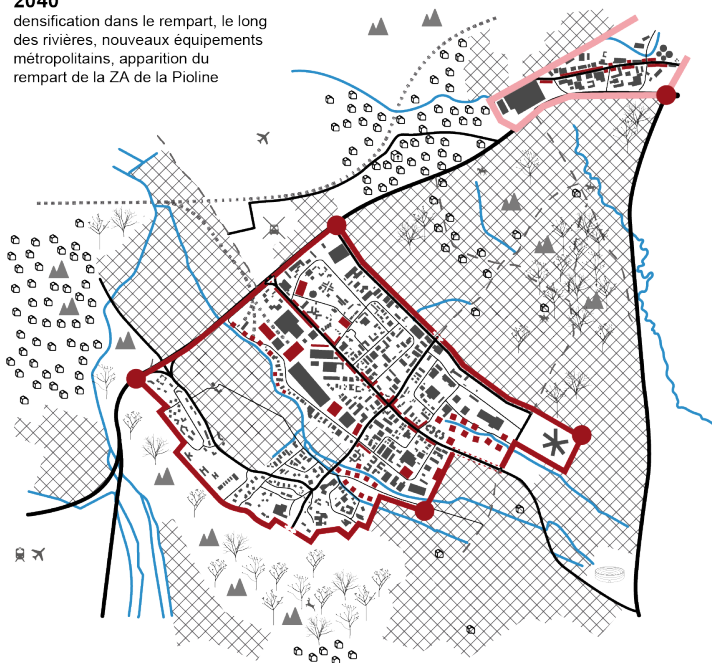 2040
densification dans le rempart, le long
des rivières, nouveaux équipements
métropolitains, apparition du
rempart de la ZA de la Pioline